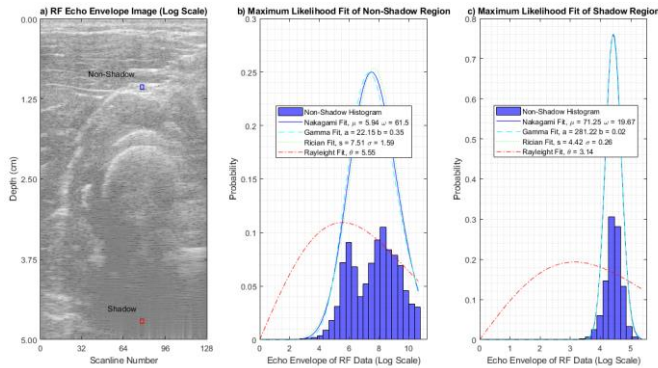 a) RF Echo Envelope Image (Log Scale)
0.00
1.25
2.50
3.75
5.00
Depth (cm)
Non-Shadow
Shadow
0 32 64 96 128
Scanline Number
b) Maximum Likelihood Fit of Non-Shadow Region
0.3
0.25
0.2
0.15
0.1
0.05
0
Probability
Non-Shadow Histogram
Nakagami Fit, μ = 5.94 ω = 61.5
Gamma Fit, a = 22.15 b = 0.35
Rician Fit, s = 7.51 σ = 1.59
Rayleight Fit, θ = 5.55
0 2 4 6 8 10
Echo Envelope of RF Data (Log Scale)
c) Maximum Likelihood Fit of Shadow Region
0.8
0.7
0.6
0.5
0.4
0.3
0.2
0.1
0
Probability
Non-Shadow Histogram
Nakagami Fit, μ = 71.25 ω = 19.67
Gamma Fit, a = 281.22 b = 0.02
Rician Fit, s = 4.42 σ = 0.26
Rayleight Fit, θ = 3.14
0 1 2 3 4 5
Echo Envelope of RF Data (Log Scale)